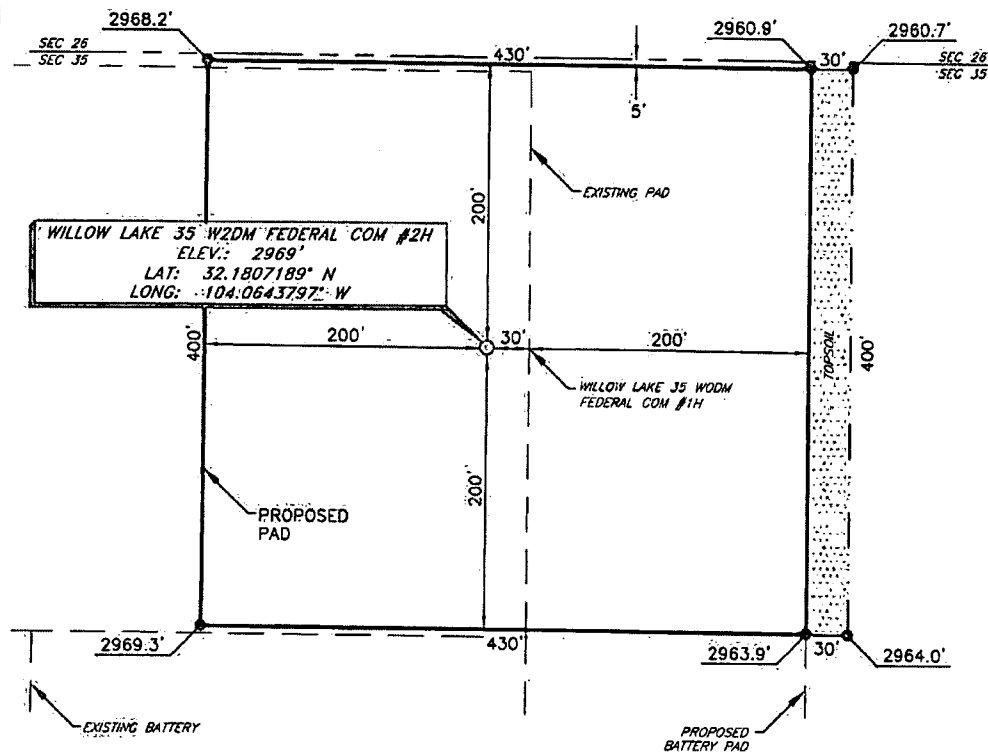 2968.2'
2960.9'
2960.7'
SEC 26
SEC 35
430'
30'
SEC 26
SEC 35
5'
EXISTING PAD
200'
WILLOW LAKE 35 W2DM FEDERAL COM #2H
ELEV.: 2969'
LAT: 32.1807189° N
LONG: 104.0643797° W
400'
200'
30'
200'
TOPSOIL
400'
WILLOW LAKE 35 WODM
FEDERAL COM #1H
200'
PROPOSED
PAD
2969.3'
430'
2963.9'
30'
2964.0'
EXISTING BATTERY
PROPOSED
BATTERY PAD